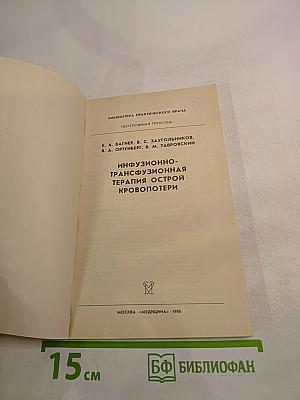 БИБЛИОТЕКА ПРАКТИЧЕСКОГО ВРАЧА
НЕОТЛОЖНАЯ ПОМОЩЬ
Е. А. ВАГНЕР, В. С. ЗАУГОЛЬНИКОВ,
Я. А. ОРТЕНБЕРГ, В. М. ТАВРОВСКИЙ
ИНФУЗИОННО-
ТРАНСФУЗИОННАЯ
ТЕРАПИЯ ОСТРОЙ
КРОВОПОТЕРИ
МОСКВА «МЕДИЦИНА» 1986
15 см
БФ БИБЛИОФАН